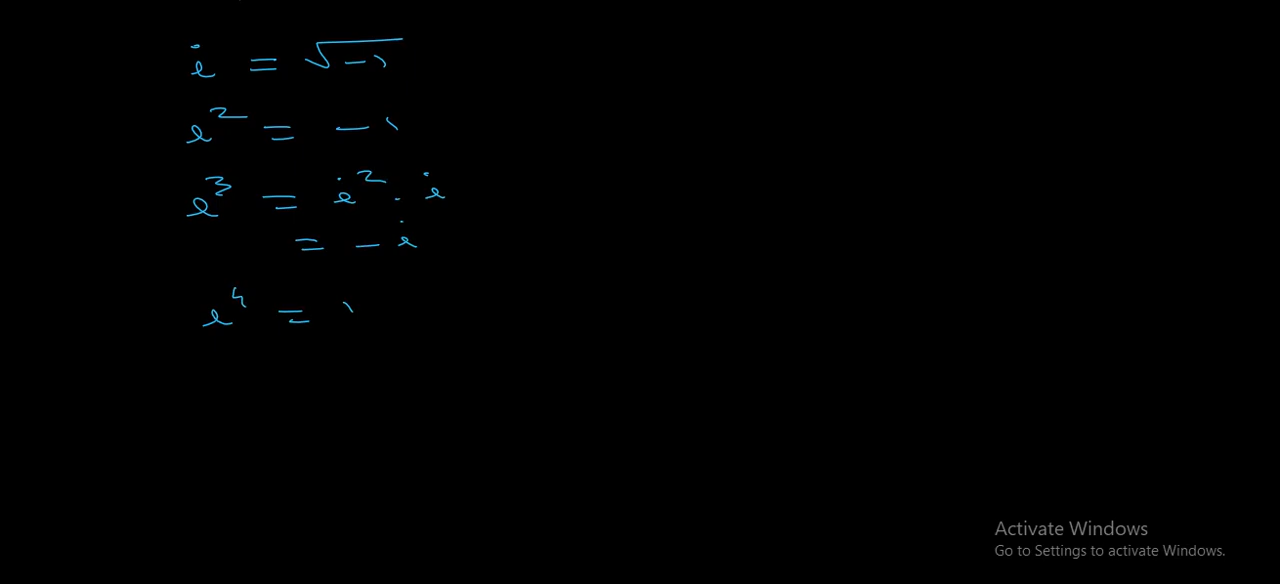 i = √-1
i² = -1
i³ = i² · i
= -i
i⁴ = 1
Activate Windows
Go to Settings to activate Windows.